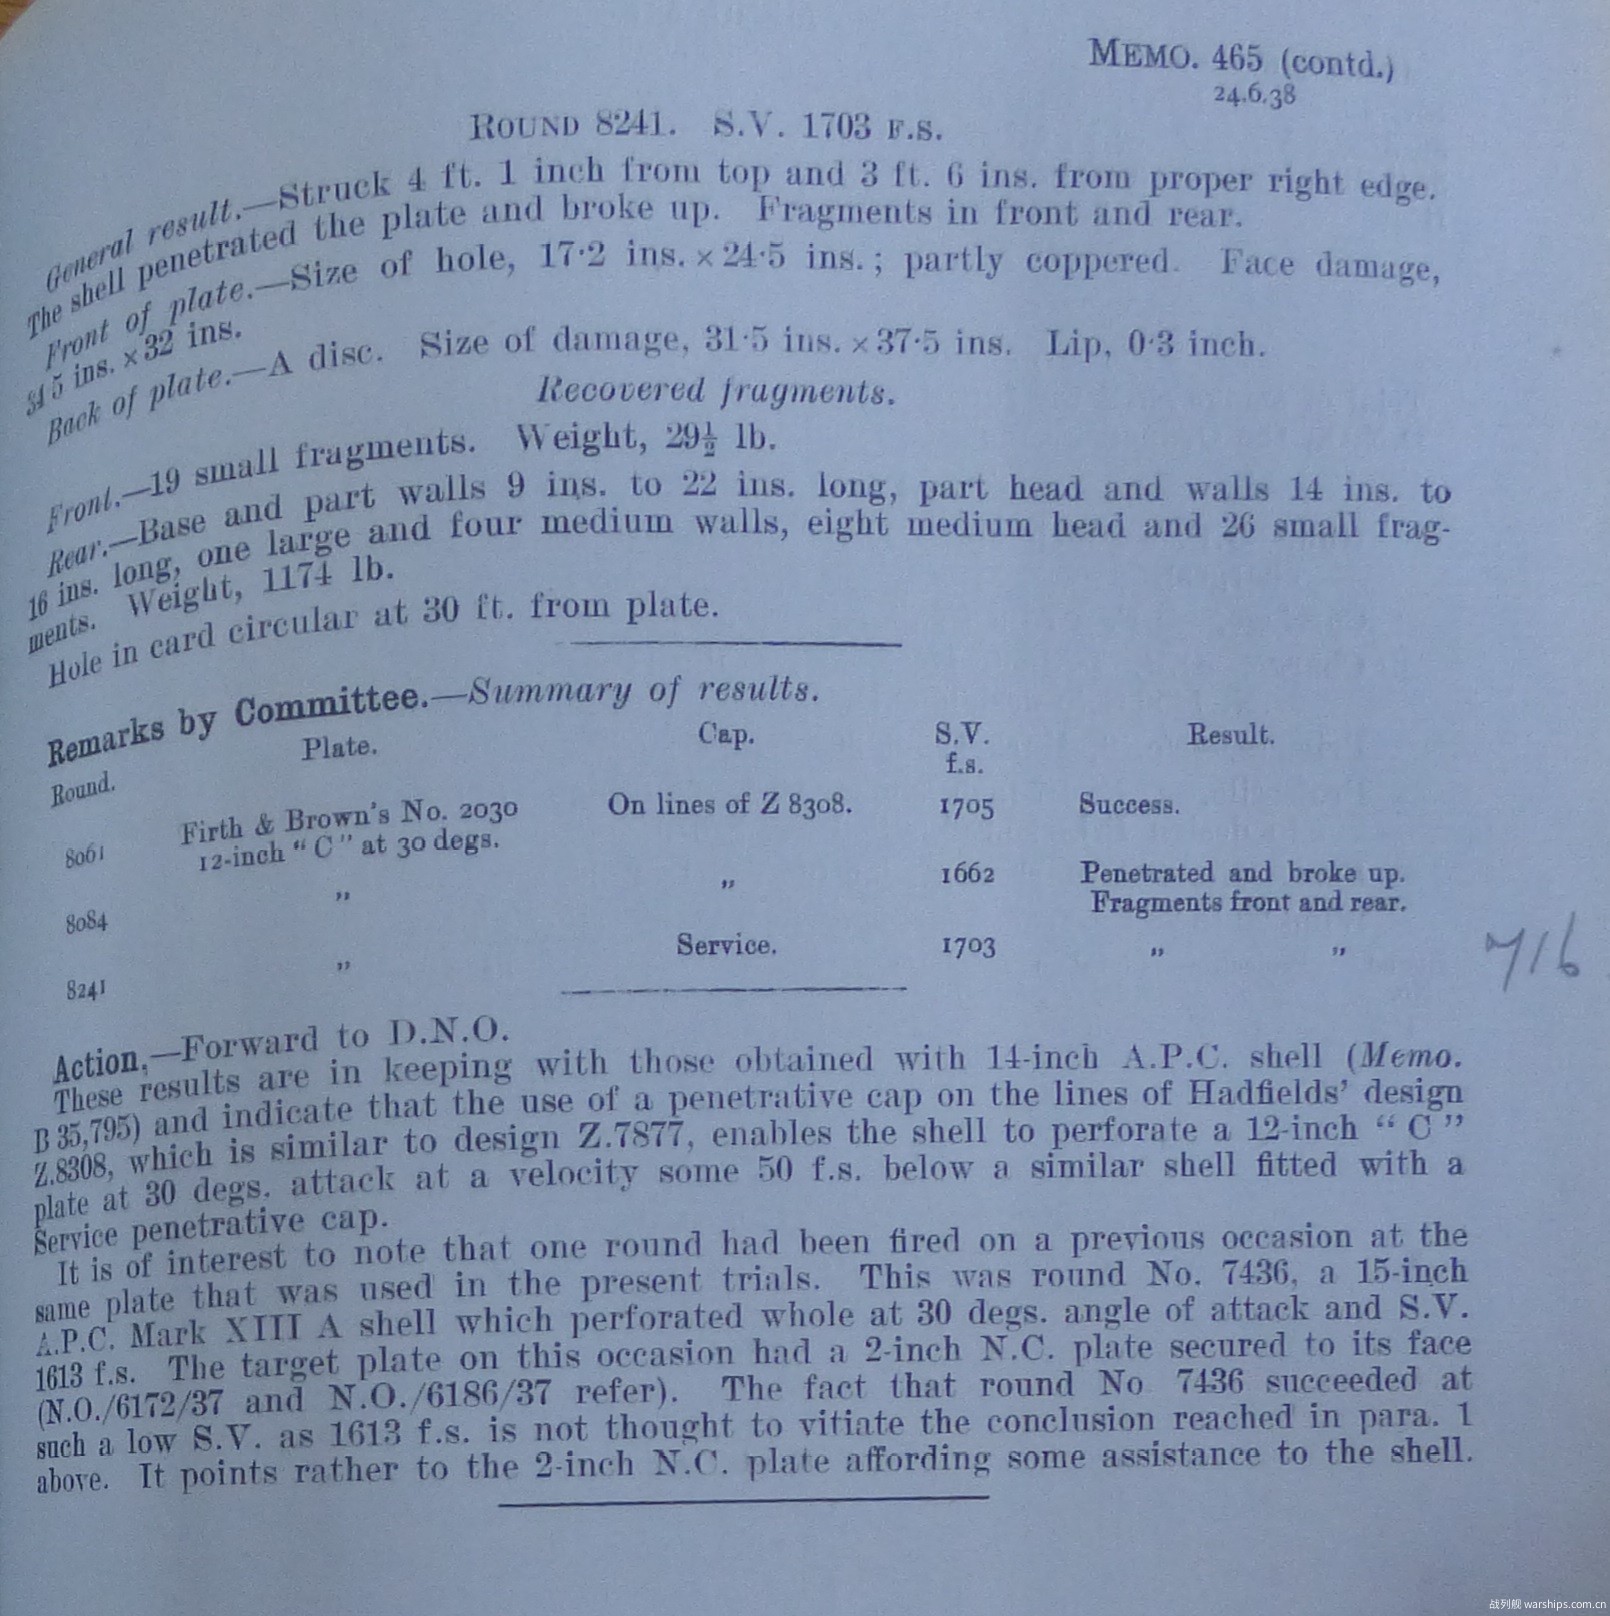 MEMO. 465 (contd.)
24.6.38
ROUND 8241. S.V. 1703 F.S.
General result.—Struck 4 ft. 1 inch from top and 3 ft. 6 ins. from proper right edge.
The shell penetrated the plate and broke up. Fragments in front and rear.
Front of plate.—Size of hole, 17·2 ins. × 24·5 ins.; partly coppered. Face damage,
ins. × 32 ins.
Back of plate.—A disc. Size of damage, 31·5 ins. × 37·5 ins. Lip, 0·3 inch.
Recovered fragments.
Front.—19 small fragments. Weight, 29½ lb.
Rear.—Base and part walls 9 ins. to 22 ins. long, part head and walls 14 ins. to
16 ins. long, one large and four medium walls, eight medium head and 26 small frag-
ments. Weight, 1174 lb.
Hole in card circular at 30 ft. from plate.
Remarks by Committee.—Summary of results.
Round. Plate. Cap. S.V. Result.
f.s.
8061 Firth & Brown's No. 2030 On lines of Z 8308. 1705 Success.
12-inch "C" at 30 degs.
8084 „ „ 1662 Penetrated and broke up.
Fragments front and rear.
8241 „ Service. 1703 „ „
716
Action.—Forward to D.N.O.
These results are in keeping with those obtained with 14-inch A.P.C. shell (Memo.
B 35,795) and indicate that the use of a penetrative cap on the lines of Hadfields' design
Z.8308, which is similar to design Z.7877, enables the shell to perforate a 12-inch "C"
plate at 30 degs. attack at a velocity some 50 f.s. below a similar shell fitted with a
Service penetrative cap.
It is of interest to note that one round had been fired on a previous occasion at the
same plate that was used in the present trials. This was round No. 7436, a 15-inch
A.P.C. Mark XIII A shell which perforated whole at 30 degs. angle of attack and S.V.
1613 f.s. The target plate on this occasion had a 2-inch N.C. plate secured to its face
(N.O./6172/37 and N.O./6186/37 refer). The fact that round No 7436 succeeded at
such a low S.V. as 1613 f.s. is not thought to vitiate the conclusion reached in para. 1
above. It points rather to the 2-inch N.C. plate affording some assistance to the shell.
战列舰 warships.com.cn